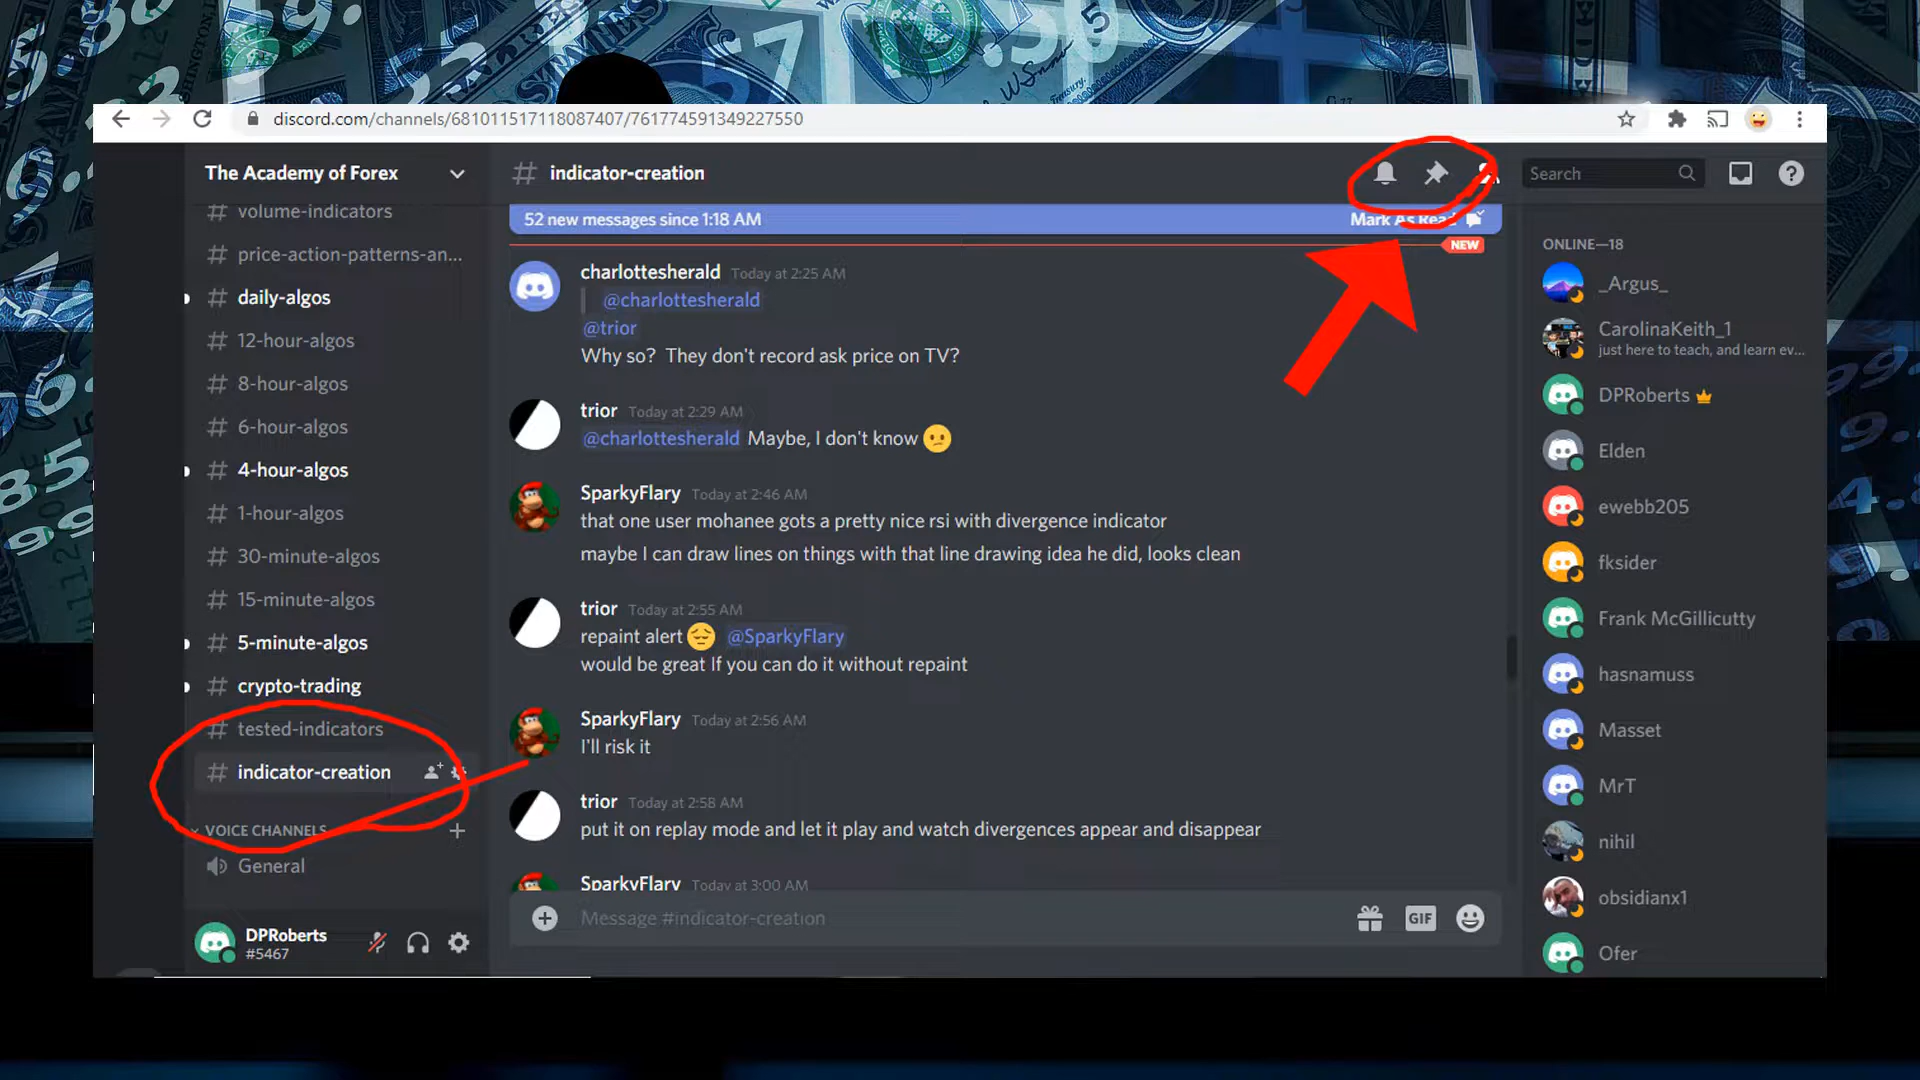 discord.com/channels/681011517118087407/761774591349227550
The Academy of Forex
# indicator-creation
Search
# volume-indicators
# price-action-patterns-an...
# daily-algos
# 12-hour-algos
# 8-hour-algos
# 6-hour-algos
# 4-hour-algos
# 1-hour-algos
# 30-minute-algos
# 15-minute-algos
# 5-minute-algos
# crypto-trading
# tested-indicators
# indicator-creation
VOICE CHANNELS
General
DPRoberts
#5467
52 new messages since 1:18 AM
Mark As Read
NEW
charlottesherald Today at 2:25 AM
@charlottesherald
@trior
Why so? They don't record ask price on TV?
trior Today at 2:29 AM
@charlottesherald Maybe, I don't know
SparkyFlary Today at 2:46 AM
that one user mohanee gots a pretty nice rsi with divergence indicator
maybe I can draw lines on things with that line drawing idea he did, looks clean
trior Today at 2:55 AM
repaint alert @SparkyFlary
would be great If you can do it without repaint
SparkyFlary Today at 2:56 AM
I'll risk it
trior Today at 2:58 AM
put it on replay mode and let it play and watch divergences appear and disappear
SparkyFlary Today at 3:00 AM
Message #indicator-creation
GIF
ONLINE—18
_Argus_
CarolinaKeith_1
just here to teach, and learn ev...
DPRoberts
Elden
ewebb205
fksider
Frank McGillicutty
hasnamuss
Masset
MrT
nihil
obsidianx1
Ofer